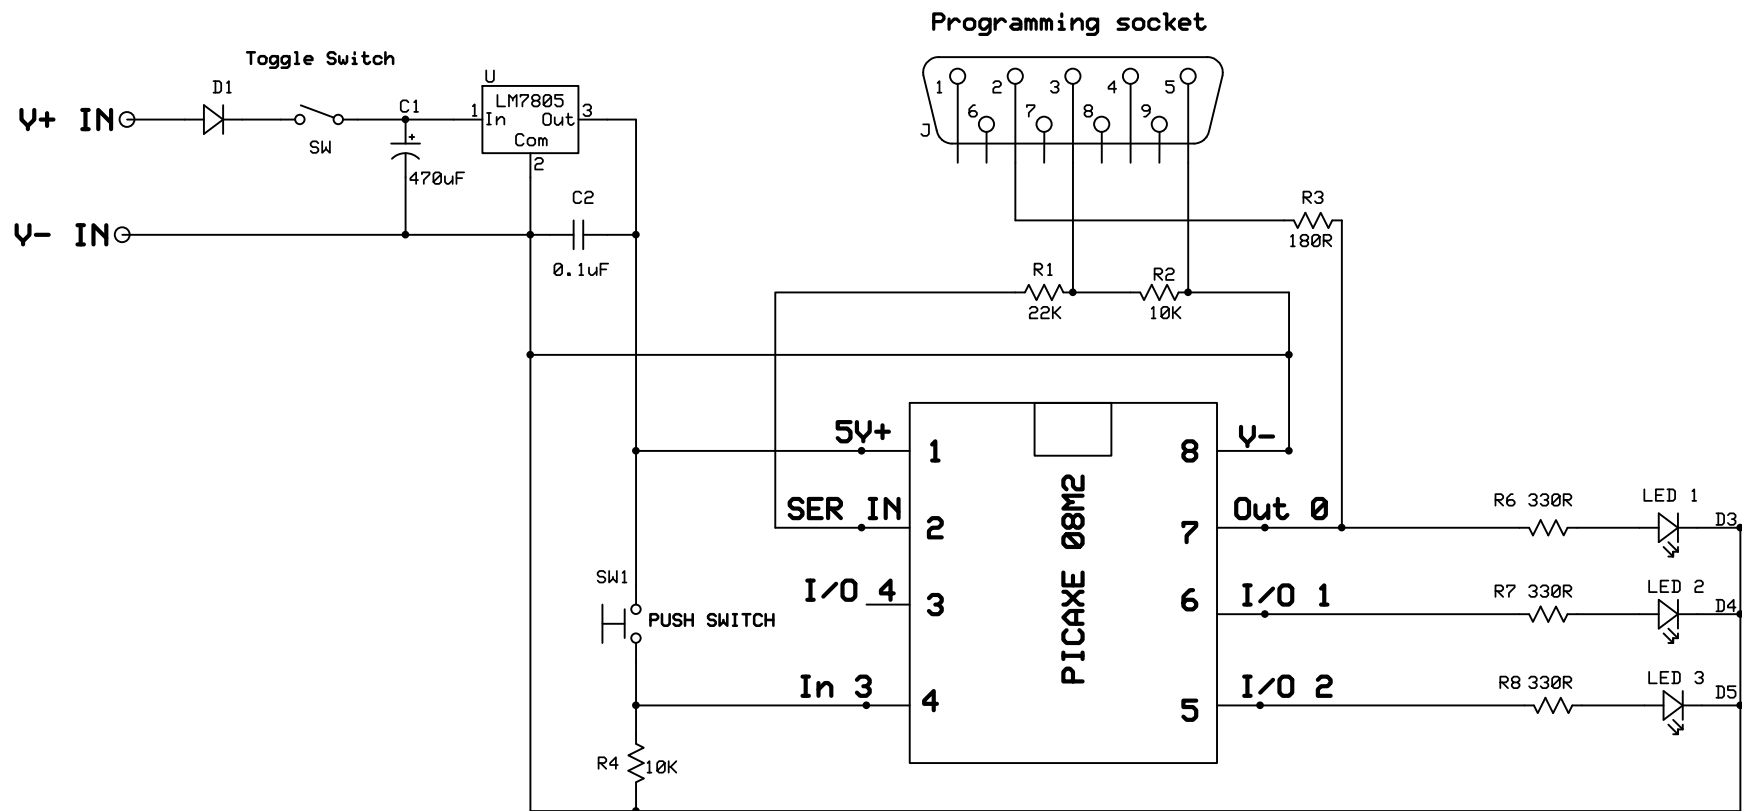 Programming socket
Toggle Switch
V+ IN
D1
SW
C1
+
470uF
U
LM7805
1
In
Out
3
Com
2
V- IN
C2
0.1uF
J
1
2
3
4
5
6
7
8
9
R3
180R
R1
22K
R2
10K
5V+
1
SER IN
2
I/O 4
3
In 3
4
PICAXE 08M2
V-
8
Out 0
7
I/O 1
6
I/O 2
5
SW1
PUSH SWITCH
R4
10K
R6 330R
LED 1
D3
R7 330R
LED 2
D4
R8 330R
LED 3
D5